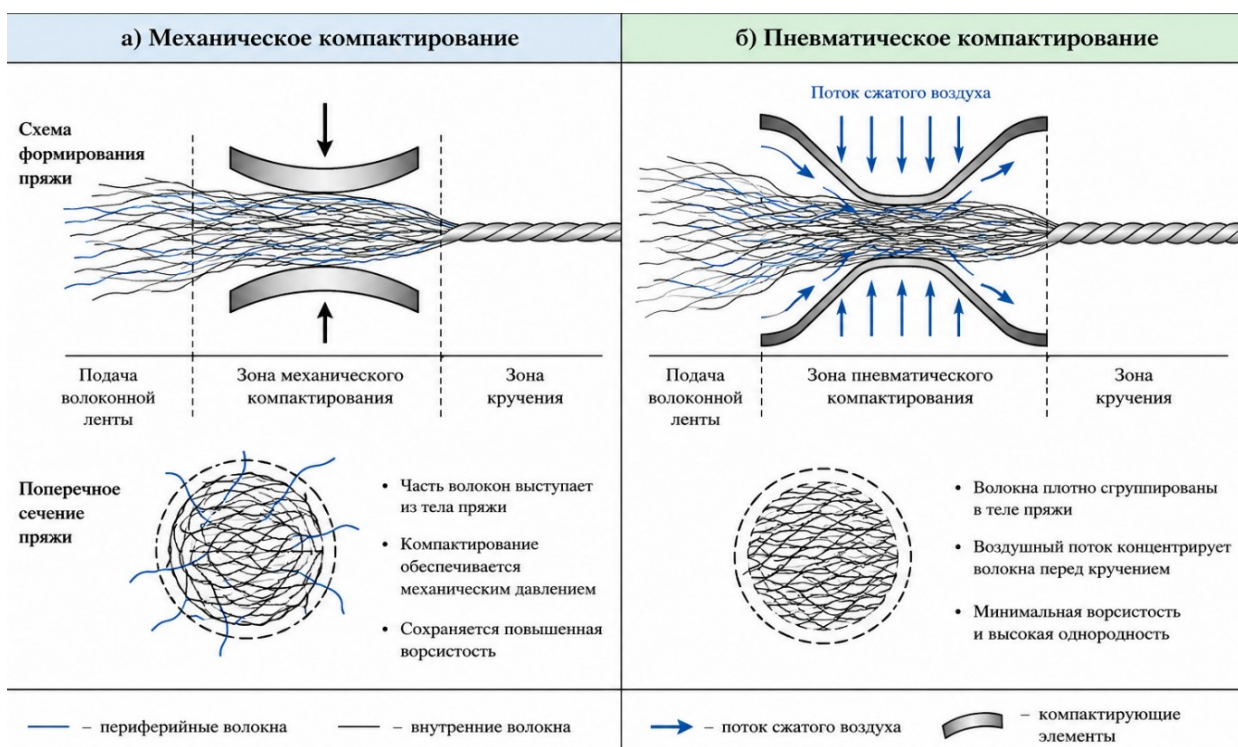 а) Механическое компактирование
б) Пневматическое компактирование
Схема
формирования
пряжи
Поток сжатого воздуха
Подача
волоконной
ленты
Зона механического
компактирования
Зона
кручения
Подача
волоконной
ленты
Зона пневматического
компактирования
Зона
кручения
Поперечное
сечение
пряжи
• Часть волокон выступает
из тела пряжи
• Компактирование
обеспечивается
механическим давлением
• Сохраняется повышенная
ворсистость
• Волокна плотно сгруппированы
в теле пряжи
• Воздушный поток концентрирует
волокна перед кручением
• Минимальная ворсистость
и высокая однородность
– периферийные волокна
– внутренние волокна
– поток сжатого воздуха
– компактирующие
элементы